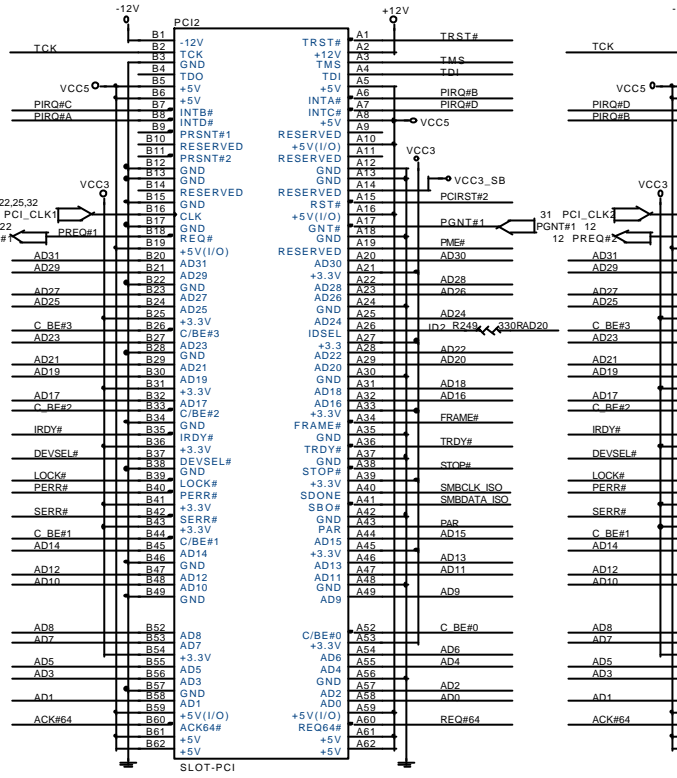 -12V
+12V
-
PCI2
B1 -12V TRST# A1 TRST#
TCK B2 TCK +12V A2 TCK
B3 GND TMS A3 TMS
B4 TDO TDI A4 TDI
VCC5 B5 +5V +5V A5 VCC5
B6 +5V INTA# A6 PIRQ#B
PIRQ#C B7 INTB# INTC# A7 PIRQ#D PIRQ#D
PIRQ#A B8 INTD# +5V A8 VCC5 PIRQ#B
B9 PRSNT#1 RESERVED A9
B10 RESERVED +5V(I/O) A10
B11 PRSNT#2 RESERVED A11
VCC3
B12 GND GND A12
B13 GND GND A13
VCC3 B14 RESERVED RESERVED A14 VCC3_SB VCC3
B15 GND RST# A15 PCIRST#2
22,25,32 PCI_CLK1 B16 CLK +5V(I/O) A16 31 PCI_CLK2
B17 GND GNT# A17 PGNT#1 PGNT#1 12
22 #1 PREQ#1 B18 REQ# GND A18 12 PREQ#2
B19 +5V(I/O) RESERVED A19 PME#
AD31 B20 AD31 AD30 A20 AD30 AD31
AD29 B21 AD29 +3.3V A21 AD29
B22 GND AD28 A22 AD28
AD27 B23 AD27 AD26 A23 AD26 AD27
AD25 B24 AD25 GND A24 AD25
B25 +3.3V AD24 A25 AD24
C_BE#3 B26 C/BE#3 IDSEL A26 ID2 R249 330RAD20 C_BE#3
AD23 B27 AD23 +3.3 A27 AD23
B28 GND AD22 A28 AD22
AD21 B29 AD21 AD20 A29 AD20 AD21
AD19 B30 AD19 GND A30 AD19
B31 +3.3V AD18 A31 AD18
AD17 B32 AD17 AD16 A32 AD16 AD17
C_BE#2 B33 C/BE#2 +3.3V A33 C_BE#2
B34 GND FRAME# A34 FRAME#
IRDY# B35 IRDY# GND A35 IRDY#
B36 +3.3V TRDY# A36 TRDY#
DEVSEL# B37 DEVSEL# GND A37 DEVSEL#
B38 GND STOP# A38 STOP#
LOCK# B39 LOCK# +3.3V A39 LOCK#
PERR# B40 PERR# SDONE A40 SMBCLK_ISO PERR#
B41 +3.3V SBO# A41 SMBDATA_ISO
SERR# B42 SERR# GND A42 SERR#
B43 +3.3V PAR A43 PAR
C_BE#1 B44 C/BE#1 AD15 A44 AD15 C_BE#1
AD14 B45 AD14 +3.3V A45 AD14
B46 GND AD13 A46 AD13
AD12 B47 AD12 AD11 A47 AD11 AD12
AD10 B48 AD10 GND A48 AD10
B49 GND AD9 A49 AD9
AD8 B52 AD8 C/BE#0 A52 C_BE#0 AD8
AD7 B53 AD7 +3.3V A53 AD7
B54 +3.3V AD6 A54 AD6
AD5 B55 AD5 AD4 A55 AD4 AD5
AD3 B56 AD3 GND A56 AD3
B57 GND AD2 A57 AD2
AD1 B58 AD1 AD0 A58 AD0 AD1
B59 +5V(I/O) +5V(I/O) A59
ACK#64 B60 ACK64# REQ64# A60 REQ#64 ACK#64
B61 +5V +5V A61
B62 +5V +5V A62
SLOT-PCI